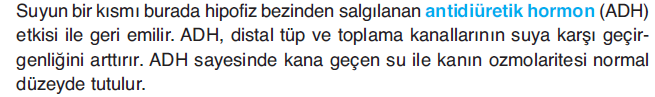 Suyun bir kısmı burada hipofiz bezinden salgılanan antidiüretik hormon (ADH)
etkisi ile geri emilir. ADH, distal tüp ve toplama kanallarının suya karşı geçir-
genliğini arttırır. ADH sayesinde kana geçen su ile kanın ozmolaritesi normal
düzeyde tutulur.